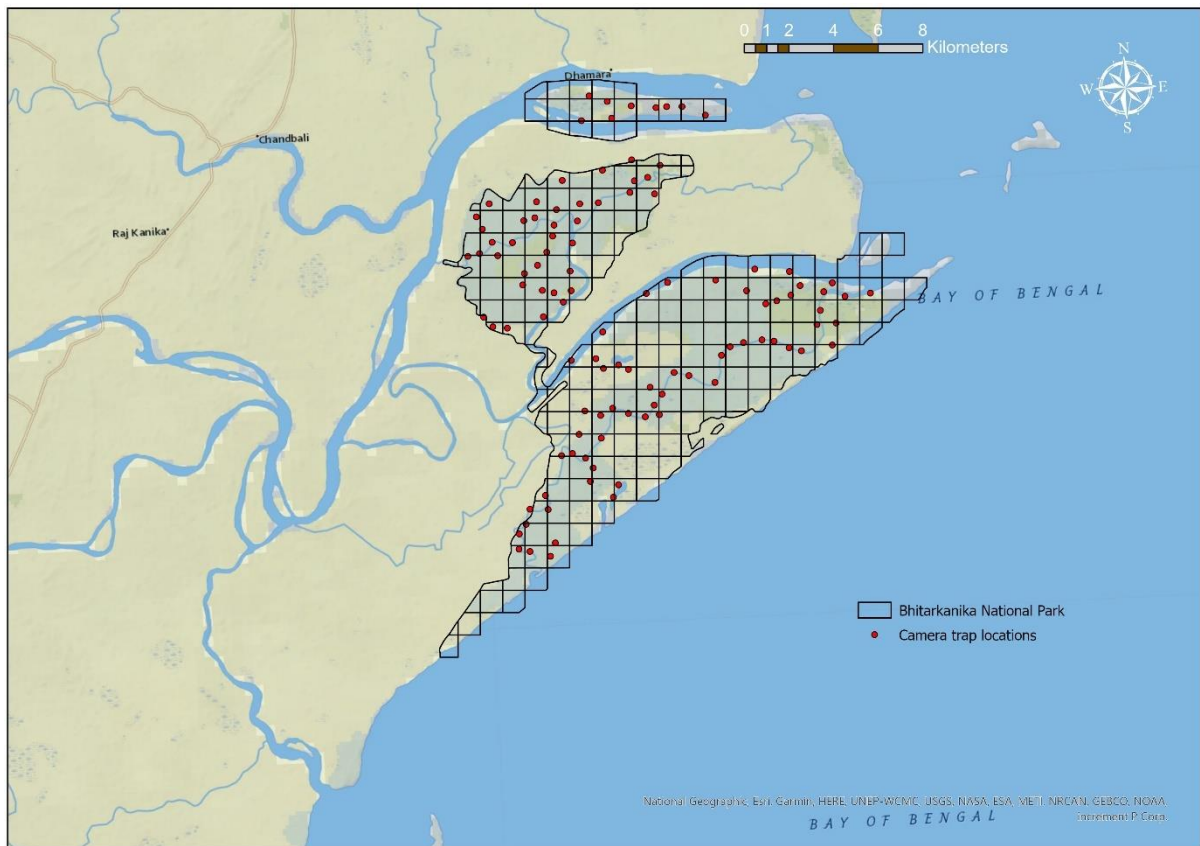 0 1 2 4 6 8
Kilometers
N
W E
S
Dhamara
Chandbali
Raj Kanika
BAY OF BENGAL
Bhitarkanika National Park
Camera trap locations
National Geographic, Esri, Garmin, HERE, UNEP-WCMC, USGS, NASA, ESA, METI, NRCAN, GEBCO, NOAA,
increment P Corp.
BAY OF BENGAL